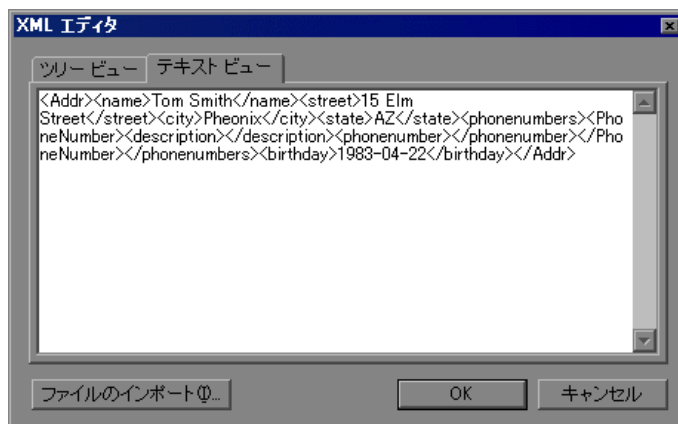 XML エディタ
ツリー ビュー テキスト ビュー
<Addr><name>Tom Smith</name><street>15 Elm
Street</street><city>Pheonix</city><state>AZ</state><phonenumbers><Pho
neNumber><description></description><phonenumber></phonenumber></Pho
neNumber></phonenumbers><birthday>1983-04-22</birthday></Addr>
ファイルのインポート(I)... OK キャンセル